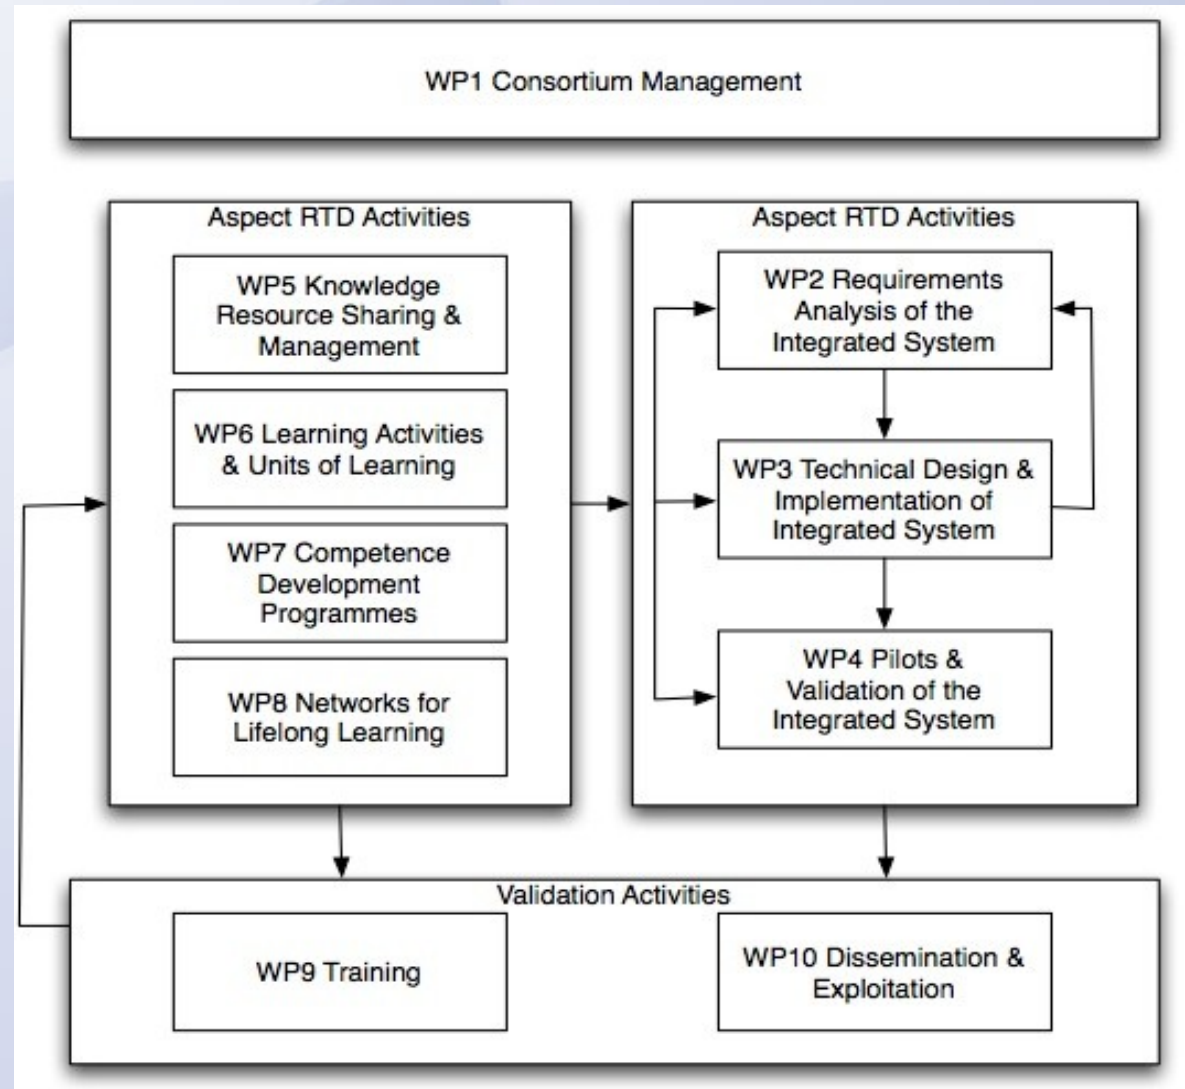 WP1 Consortium Management
Aspect RTD Activities
WP5 Knowledge
Resource Sharing &
Management
WP6 Learning Activities
& Units of Learning
WP7 Competence
Development
Programmes
WP8 Networks for
Lifelong Learning
Aspect RTD Activities
WP2 Requirements
Analysis of the
Integrated System
WP3 Technical Design &
Implementation of
Integrated System
WP4 Pilots &
Validation of the
Integrated System
Validation Activities
WP9 Training
WP10 Dissemination &
Exploitation